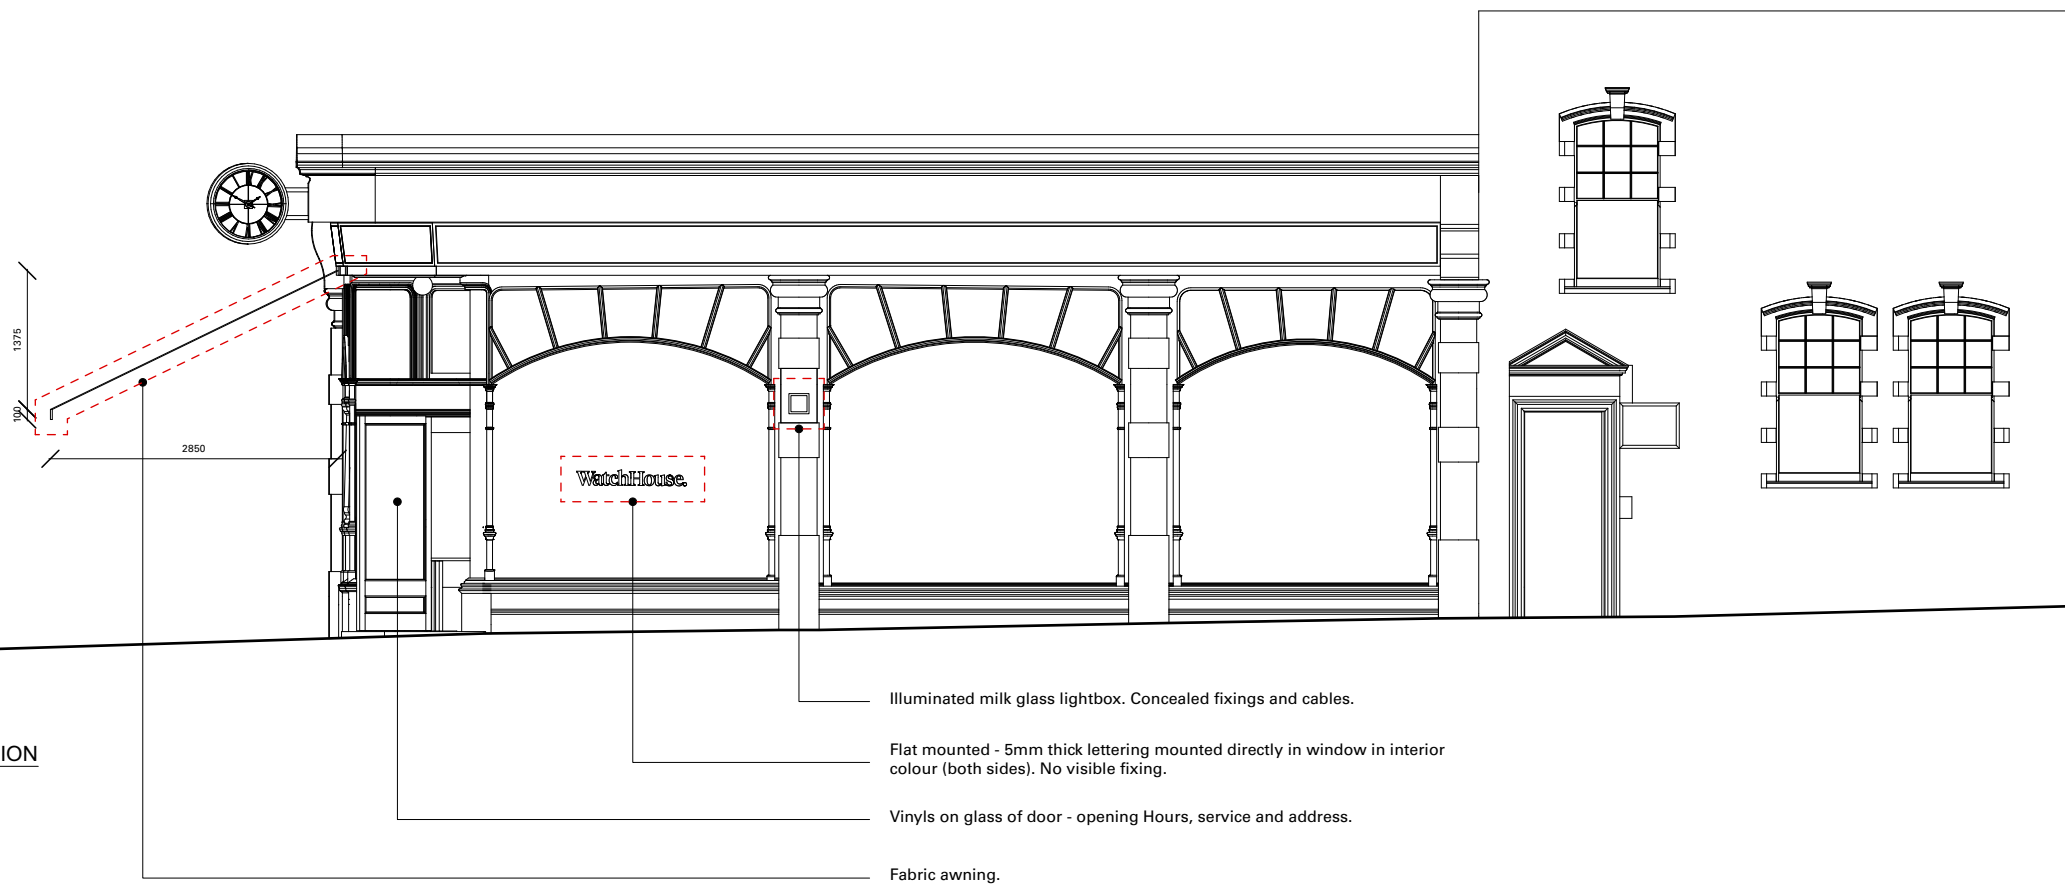 1375
100
2850
WatchHouse.
Illuminated milk glass lightbox. Concealed fixings and cables.
Flat mounted - 5mm thick lettering mounted directly in window in interior
colour (both sides). No visible fixing.
ION
Vinyls on glass of door - opening Hours, service and address.
Fabric awning.